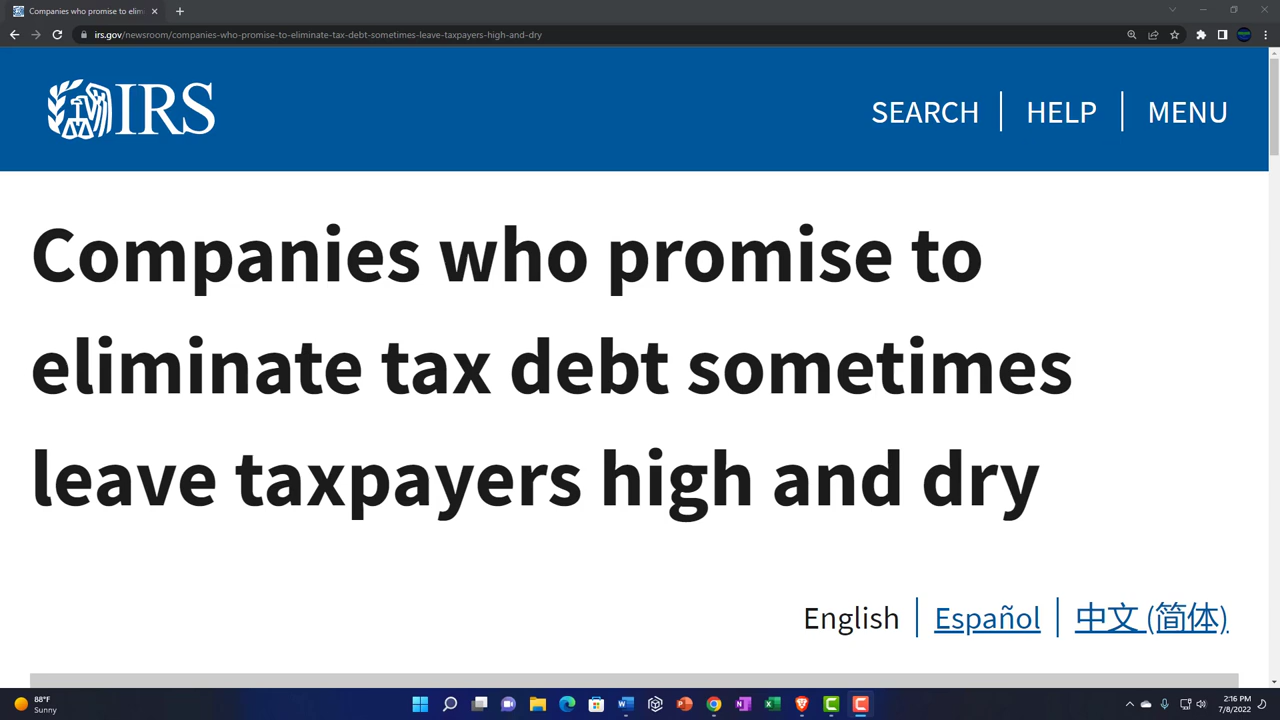 Companies who promise to elim
irs.gov/newsroom/companies-who-promise-to-eliminate-tax-debt-sometimes-leave-taxpayers-high-and-dry
IRS
SEARCH
HELP
MENU
Companies who promise to
eliminate tax debt sometimes
leave taxpayers high and dry
English
Español
中文 (简体)
88°F
Sunny
2:16 PM
7/8/2022